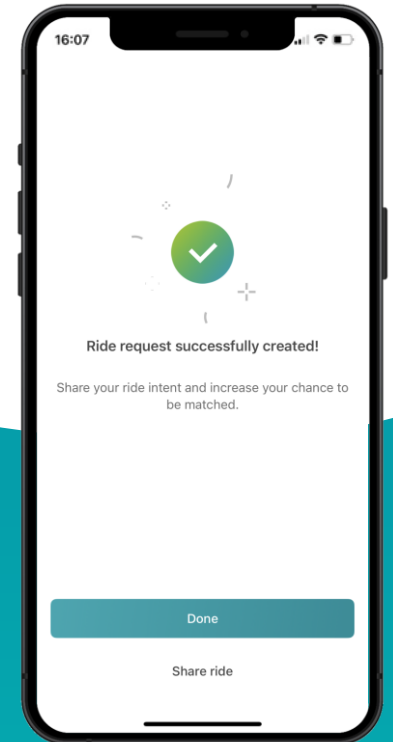 16:07
Ride request successfully created!
Share your ride intent and increase your chance to
be matched.
Done
Share ride